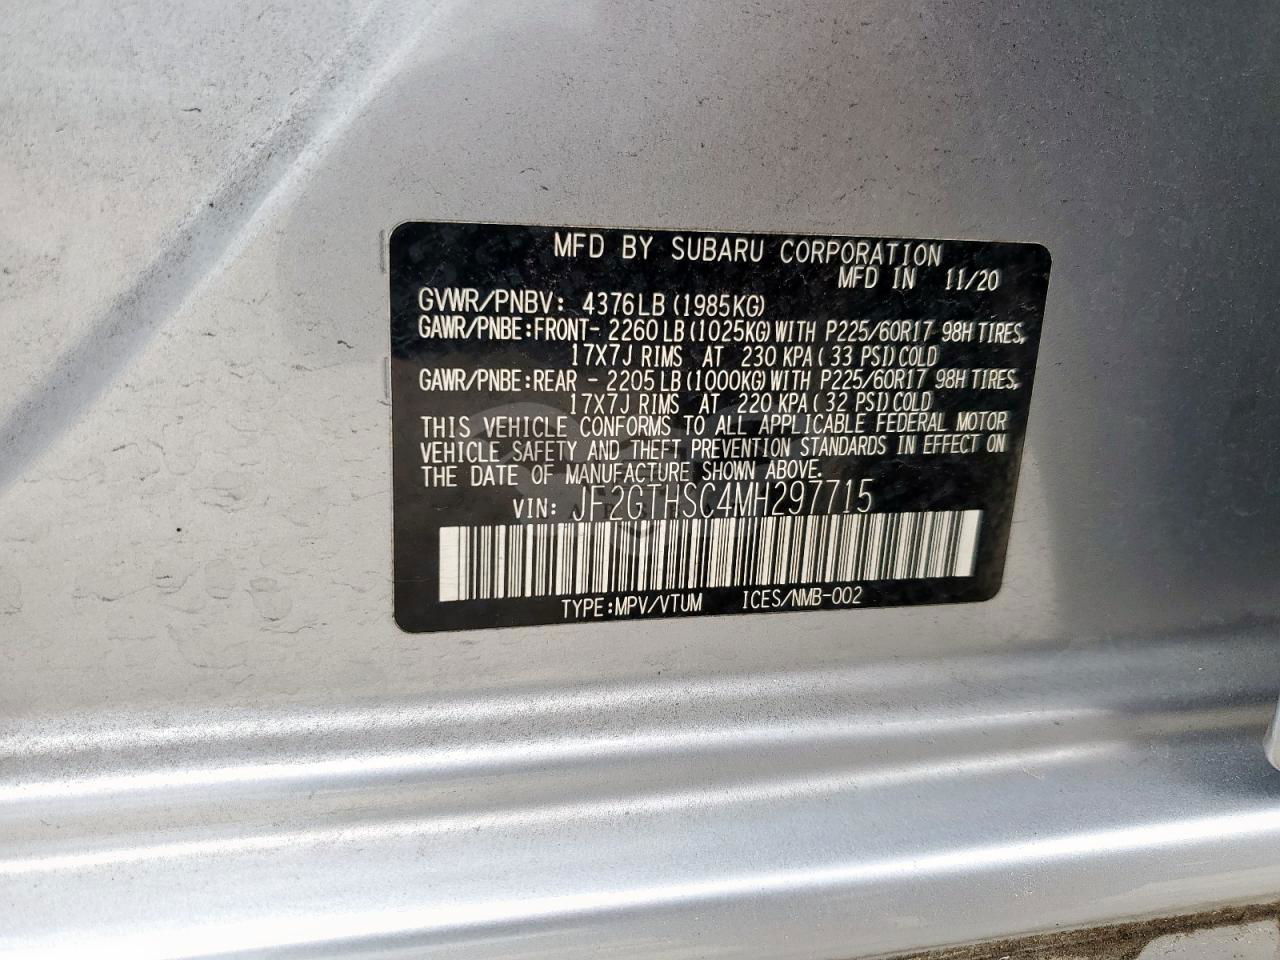 MFD BY SUBARU CORPORATION
MFD IN 11/20
GVWR/PNBV: 4376LB (1985KG)
GAWR/PNBE:FRONT- 2260LB (1025KG) WITH P225/60R17 98H TIRES,
17X7J RIMS AT 230 KPA (33 PSI) COLD
GAWR/PNBE:REAR - 2205LB (1000KG) WITH P225/60R17 98H TIRES,
17X7J RIMS AT 220 KPA (32 PSI) COLD
THIS VEHICLE CONFORMS TO ALL APPLICABLE FEDERAL MOTOR
VEHICLE SAFETY AND THEFT PREVENTION STANDARDS IN EFFECT ON
THE DATE OF MANUFACTURE SHOWN ABOVE.
VIN: JF2GTHSC4MH297715
TYPE:MPV/VTUM ICES/NMB-002